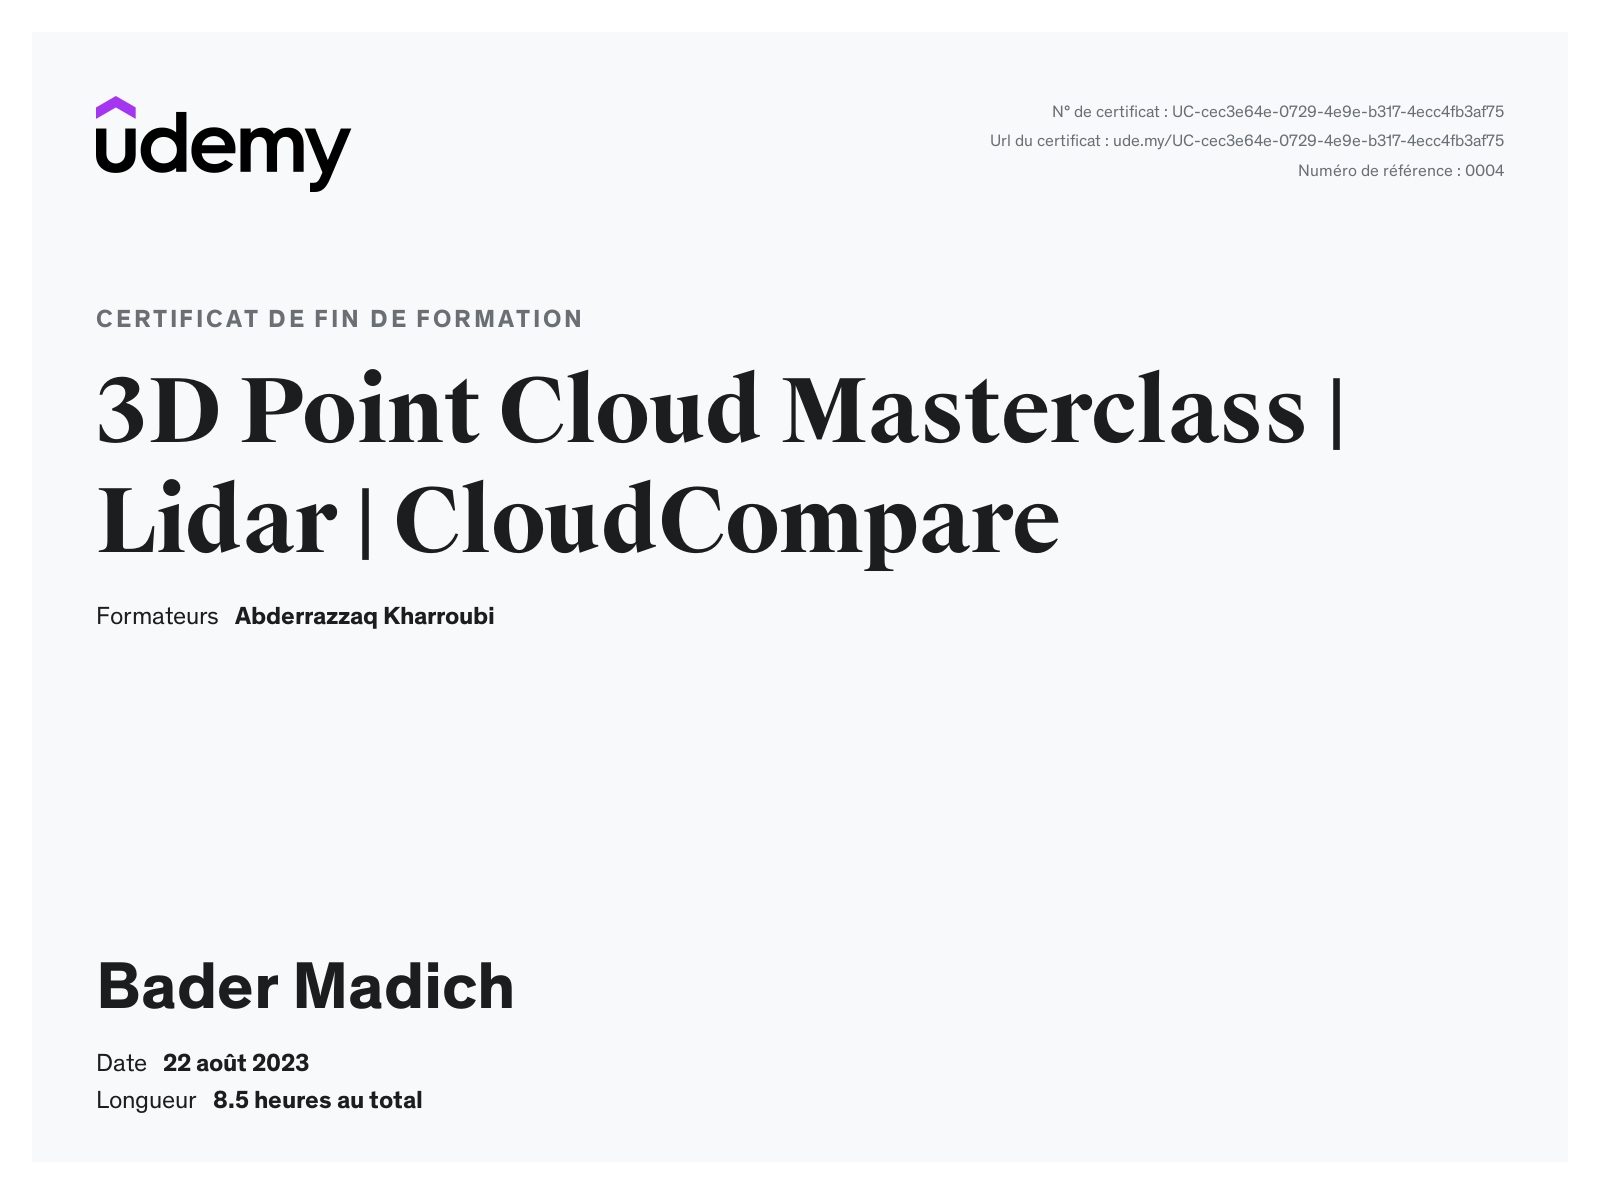 udemy
N° de certificat : UC-cec3e64e-0729-4e9e-b317-4ecc4fb3af75
Url du certificat : ude.my/UC-cec3e64e-0729-4e9e-b317-4ecc4fb3af75
Numéro de référence : 0004
CERTIFICAT DE FIN DE FORMATION
3D Point Cloud Masterclass |
Lidar | CloudCompare
Formateurs Abderrazzaq Kharroubi
Bader Madich
Date 22 août 2023
Longueur 8.5 heures au total